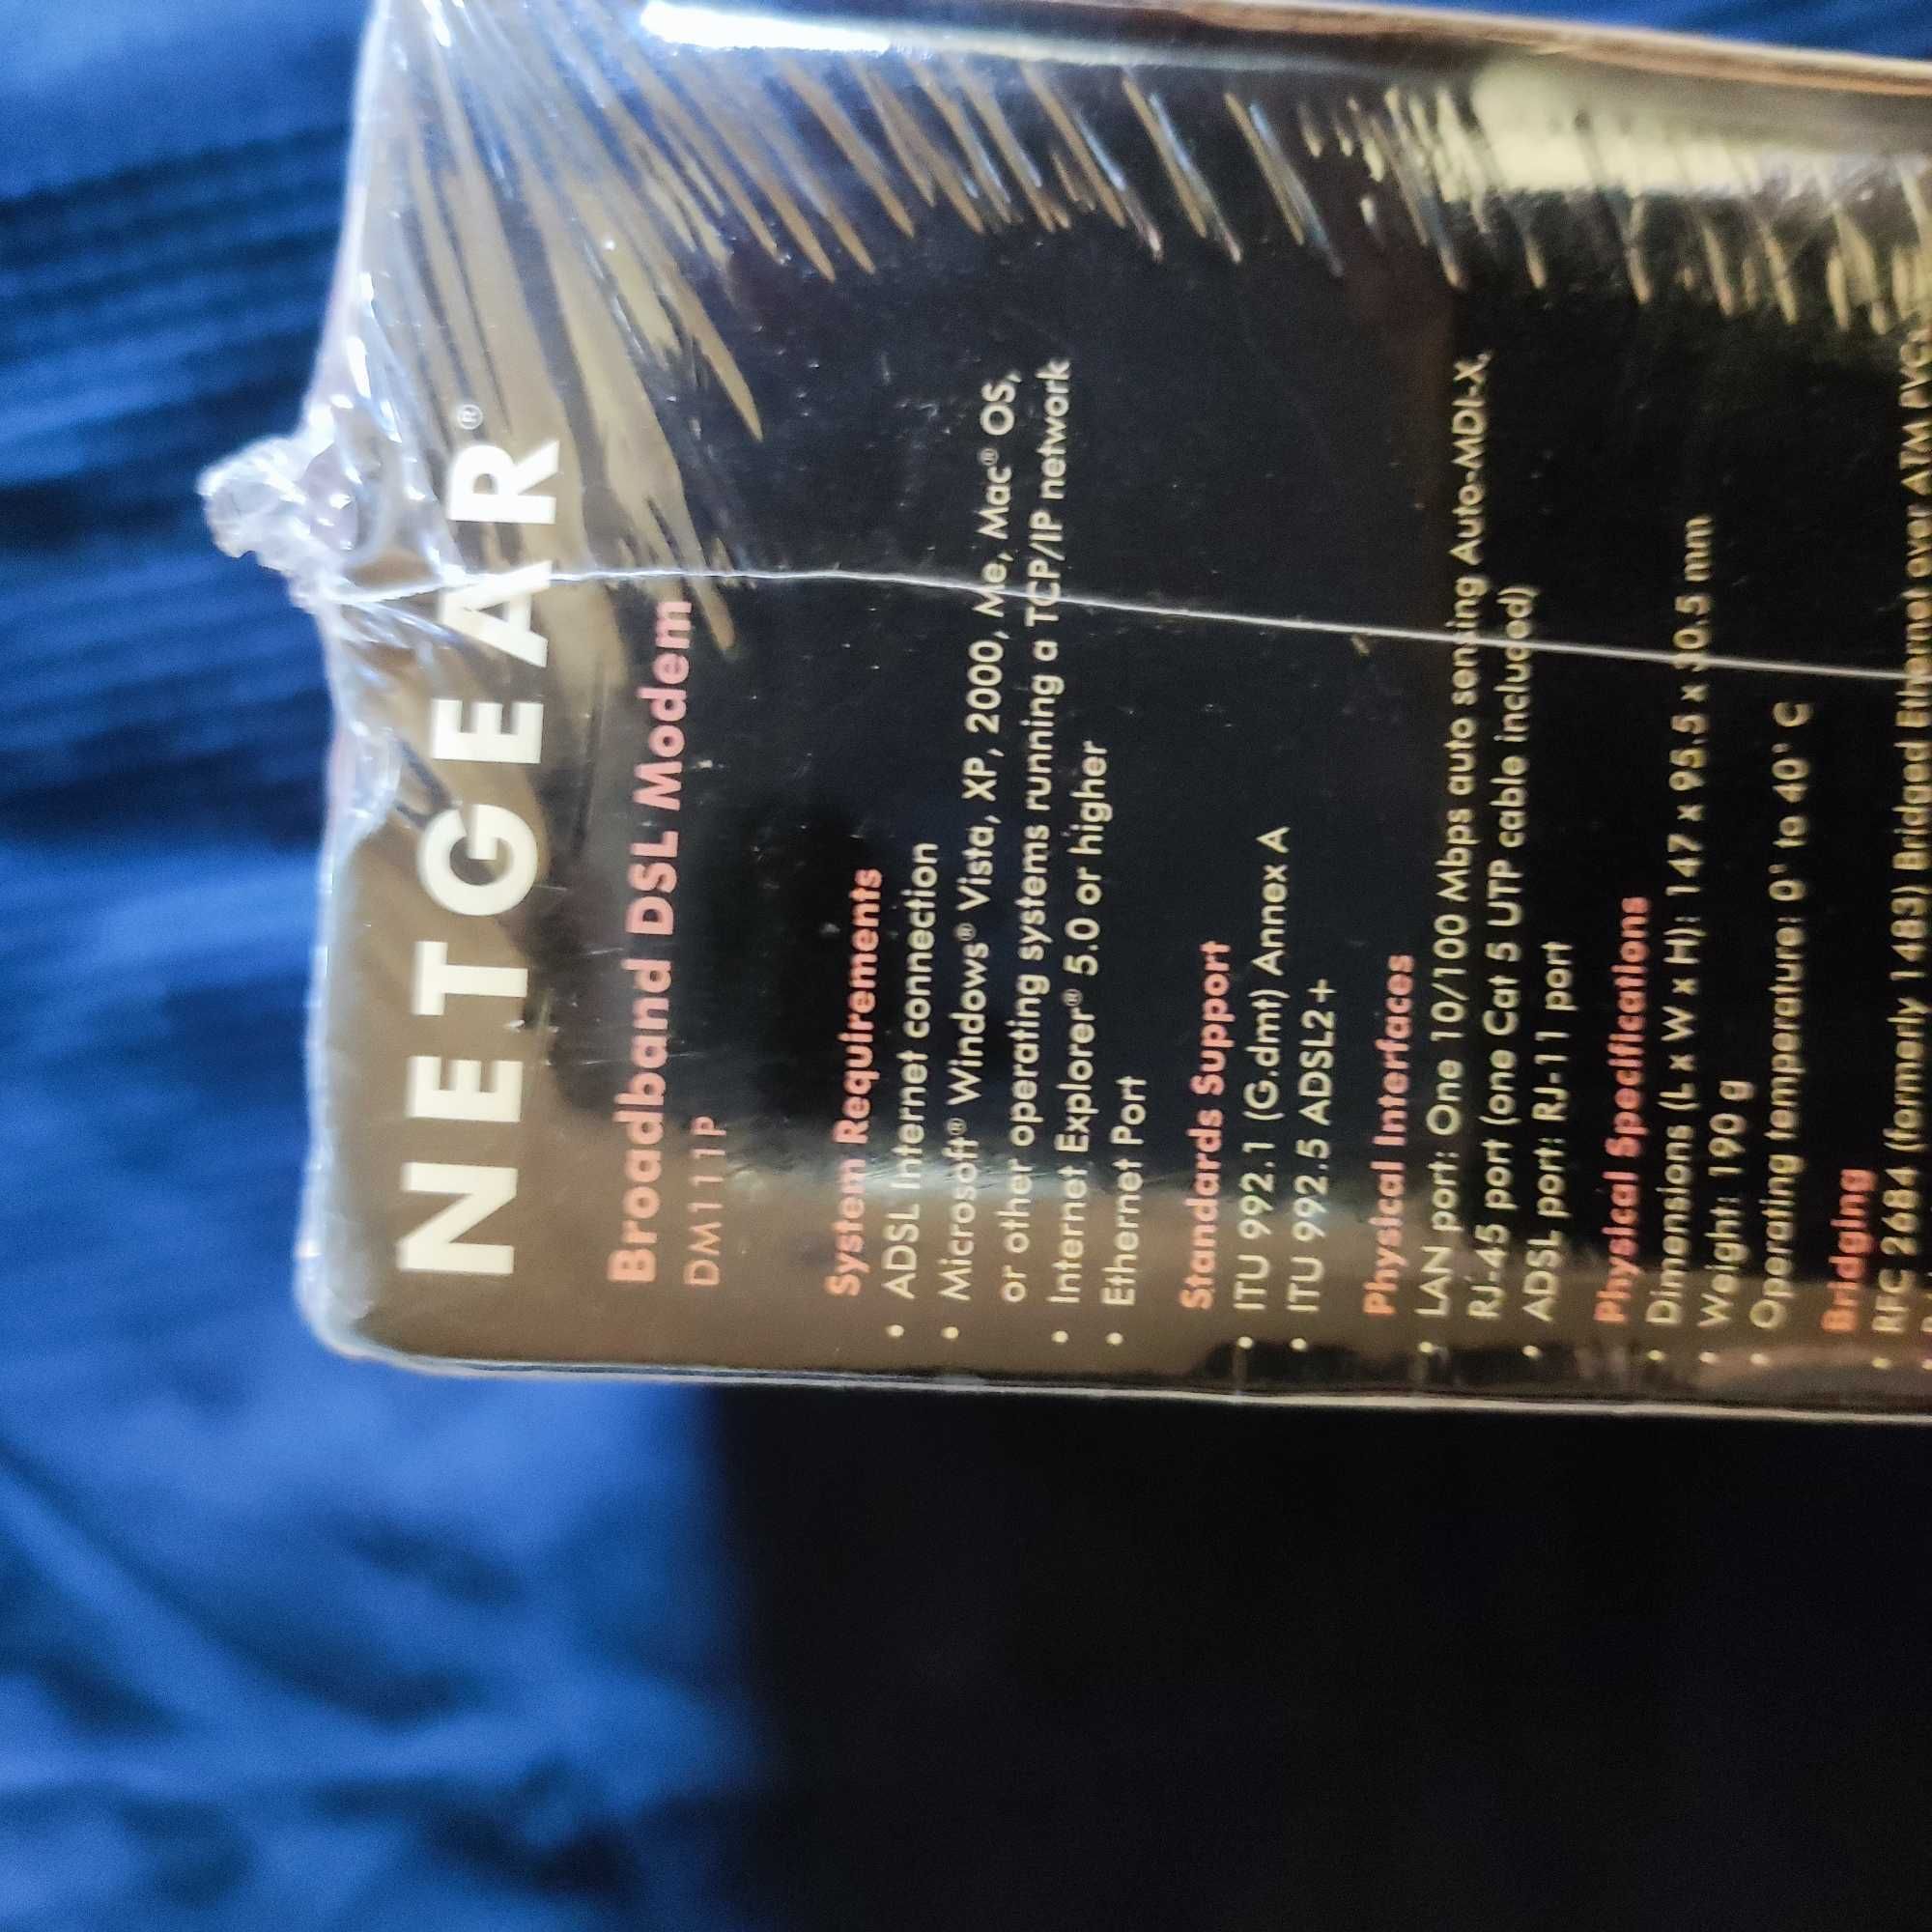 NETGEAR®
Broadband DSL Modem
DM111P
System Requirements
• ADSL Internet connection
• Microsoft® Windows® Vista, XP, 2000, Me, Mac® OS,
or other operating systems running a TCP/IP network
• Internet Explorer® 5.0 or higher
• Ethernet Port
Standards Support
• ITU 992.1 (G.dmt) Annex A
• ITU 992.5 ADSL2+
Physical Interfaces
• LAN port: One 10/100 Mbps auto sensing Auto-MDI-X,
RJ-45 port (one Cat 5 UTP cable included)
• ADSL port: RJ-11 port
Physical Specifications
• Dimensions (L x W x H): 147 x 95.5 x 30.5 mm
• Weight: 190 g
• Operating temperature: 0° to 40° C
Bridging
• RFC 2684 (formerly 1483) Bridged Ethernet over ATM PVCs